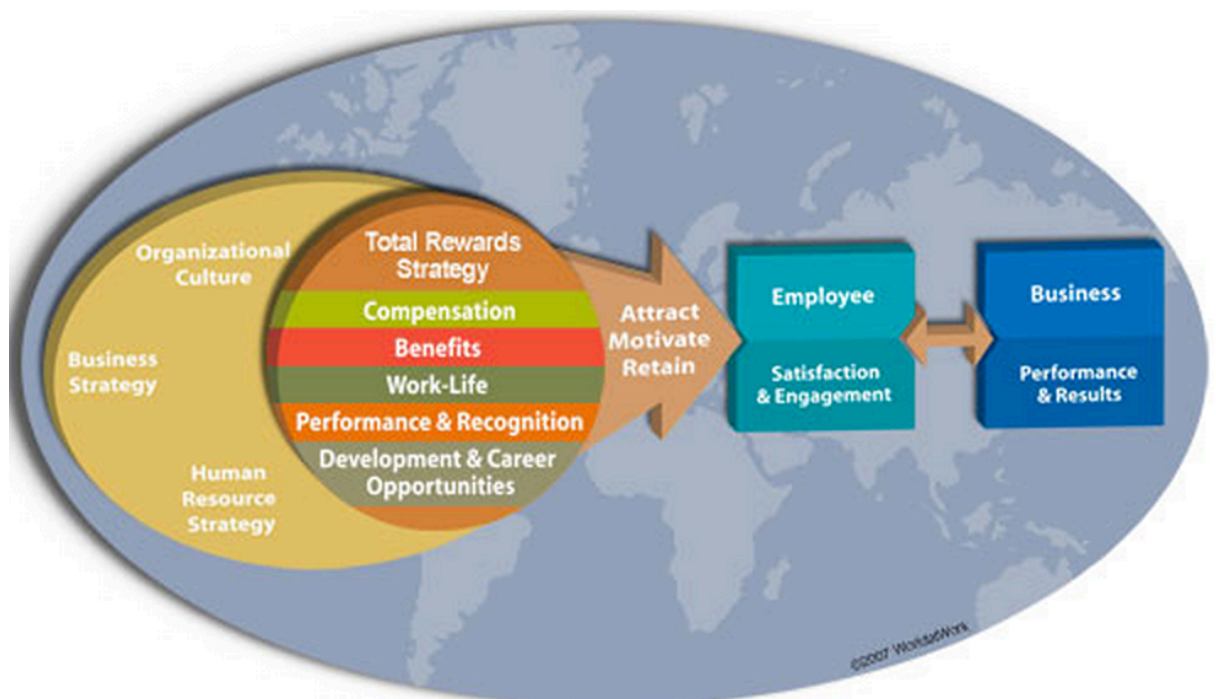 Organizational
Culture
Business
Strategy
Human
Resource
Strategy
Total Rewards
Strategy
Compensation
Benefits
Work-Life
Performance & Recognition
Development & Career
Opportunities
Attract
Motivate
Retain
Employee
Satisfaction
& Engagement
Business
Performance
& Results
©2007 WorldatWork